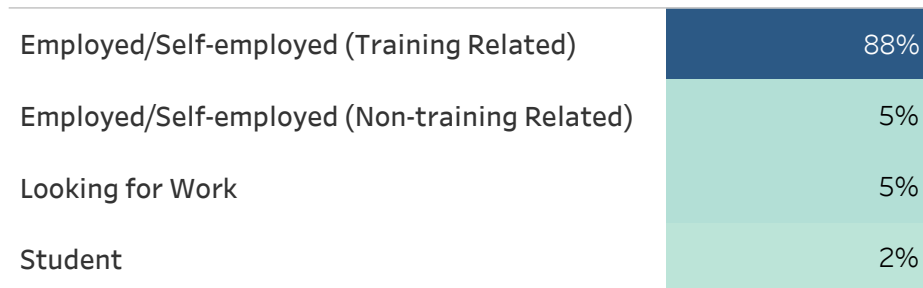 Employed/Self-employed (Training Related) 88%
Employed/Self-employed (Non-training Related) 5%
Looking for Work 5%
Student 2%